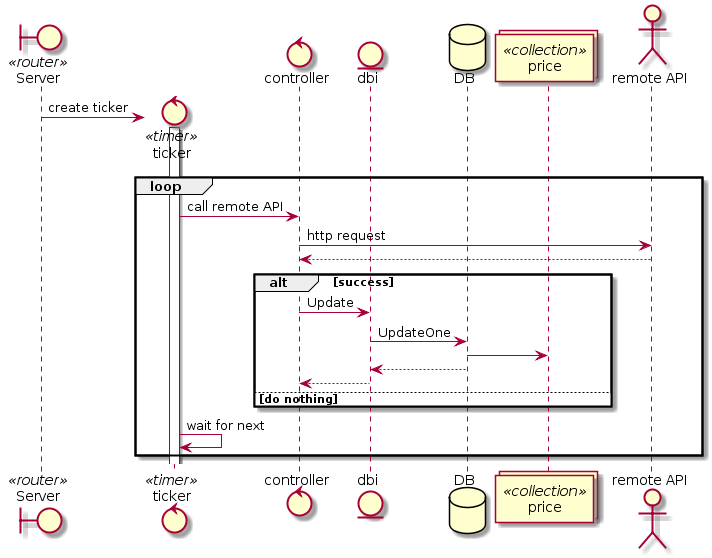 «router»
Server
controller
dbi
DB
«collection»
price
remote API
create ticker
«timer»
ticker
loop
call remote API
http request
alt [success]
Update
UpdateOne
[do nothing]
wait for next
«router»
Server
«timer»
ticker
controller
dbi
DB
«collection»
price
remote API